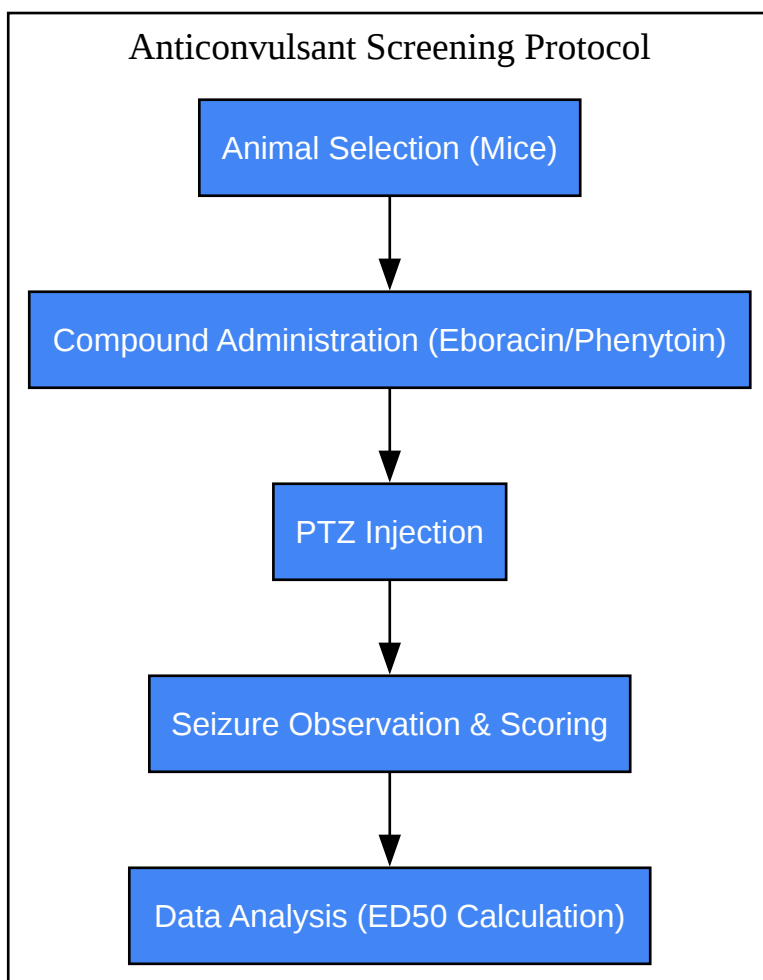 Anticonvulsant Screening Protocol
Animal Selection (Mice)
Compound Administration (Eboracin/Phenytoin)
PTZ Injection
Seizure Observation & Scoring
Data Analysis (ED50 Calculation)